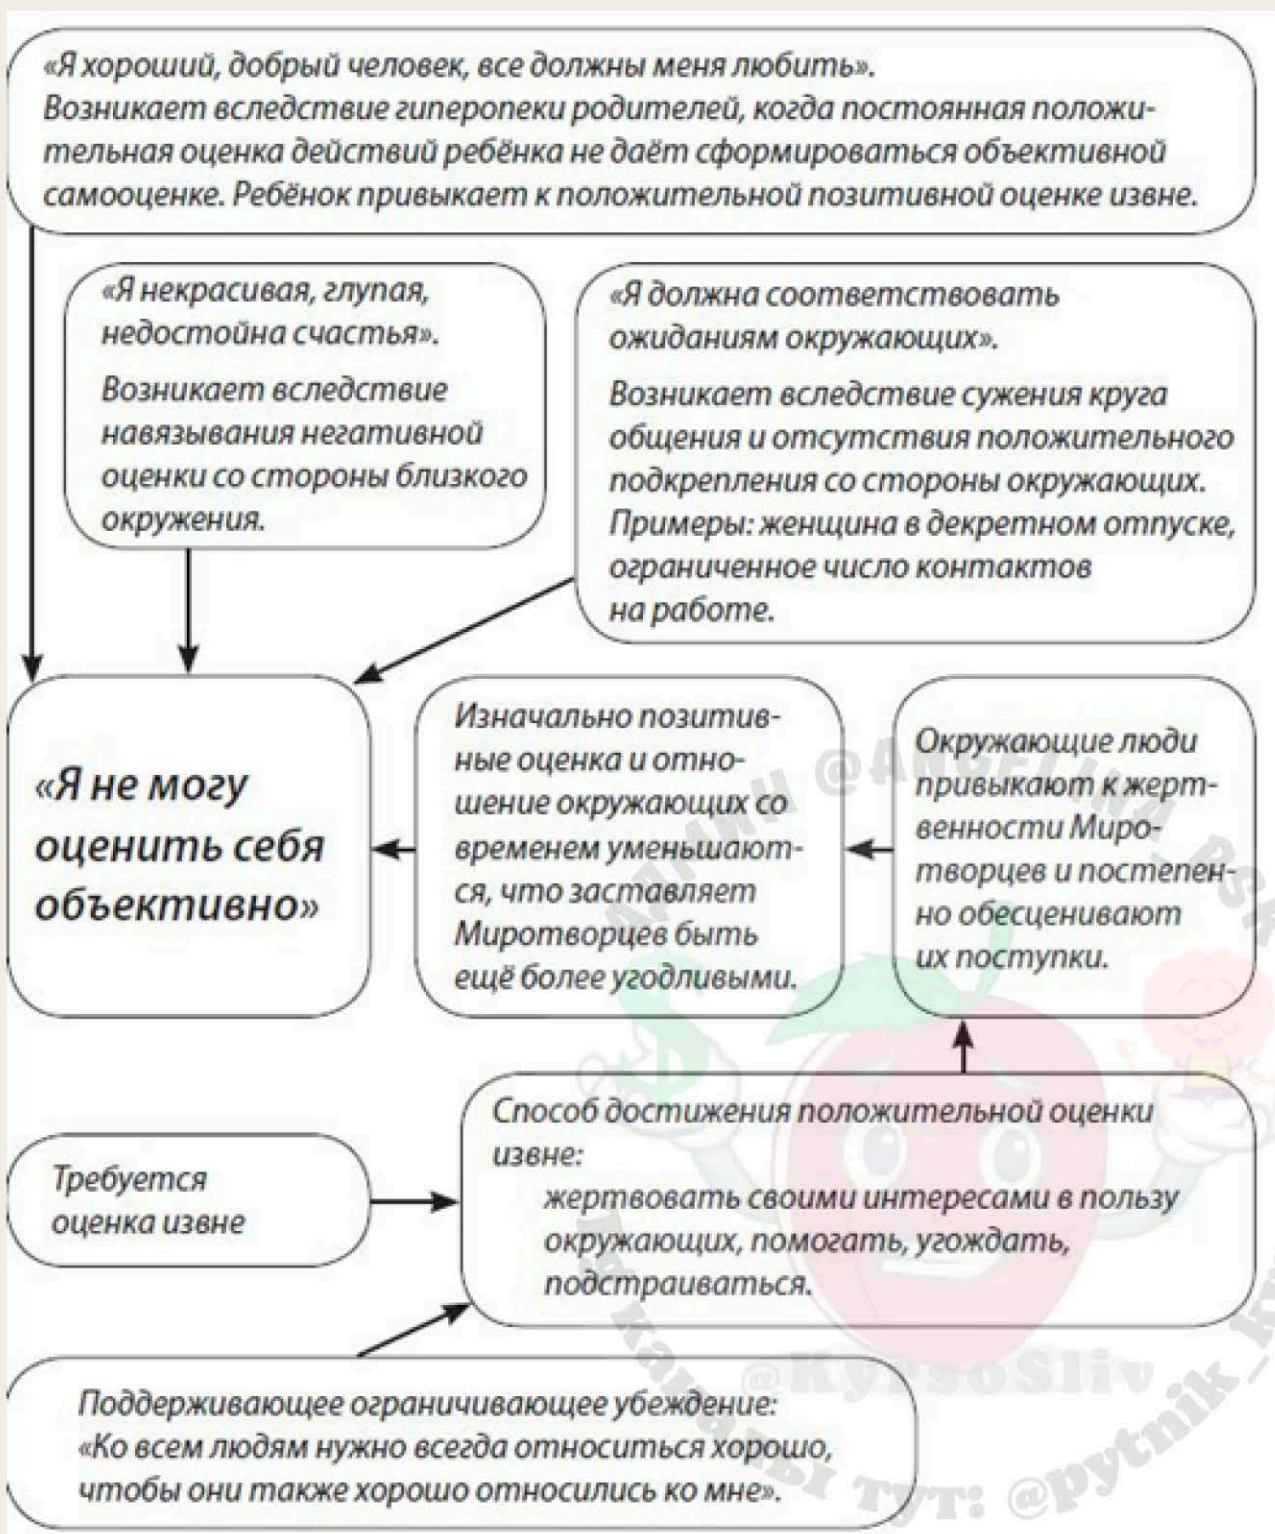 «Я хороший, добрый человек, все должны меня любить».
Возникает вследствие гиперопеки родителей, когда постоянная положи-
тельная оценка действий ребёнка не даёт сформироваться объективной
самооценке. Ребёнок привыкает к положительной позитивной оценке извне.
«Я некрасивая, глупая,
недостойна счастья».
Возникает вследствие
навязывания негативной
оценки со стороны близкого
окружения.
«Я должна соответствовать
ожиданиям окружающих».
Возникает вследствие сужения круга
общения и отсутствия положительного
подкрепления со стороны окружающих.
Примеры: женщина в декретном отпуске,
ограниченное число контактов
на работе.
«Я не могу
оценить себя
объективно»
Изначально позитив-
ные оценка и отно-
шение окружающих со
временем уменьшают-
ся, что заставляет
Миротворцев быть
ещё более угодливыми.
Окружающие люди
привыкают к жерт-
венности Миро-
творцев и постепен-
но обесценивают
их поступки.
Требуется
оценка извне
Способ достижения положительной оценки
извне:
жертвовать своими интересами в пользу
окружающих, помогать, угождать,
подстраиваться.
Поддерживающее ограничивающее убеждение:
«Ко всем людям нужно всегда относиться хорошо,
чтобы они также хорошо относились ко мне».
@KyrsoSliv
тут: